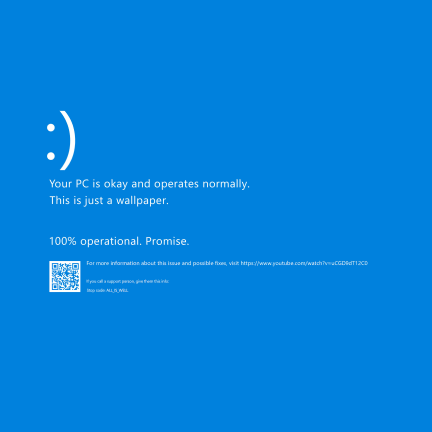 :)
Your PC is okay and operates normally.
This is just a wallpaper.
100% operational. Promise.
For more information about this issue and possible fixes, visit https://www.youtube.com/watch?v=
If you call a support person, give them this info:
Stop code: